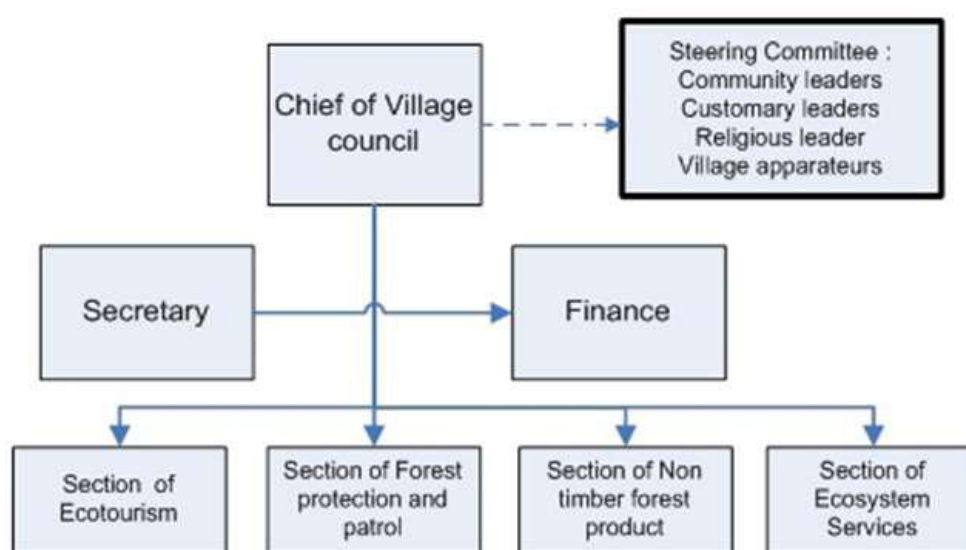 Chief of Village
council
Steering Committee :
Community leaders
Customary leaders
Religious leader
Village apparateurs
Secretary
Finance
Section of
Ecotourism
Section of Forest
protection and
patrol
Section of Non
timber forest
product
Section of
Ecosystem
Services